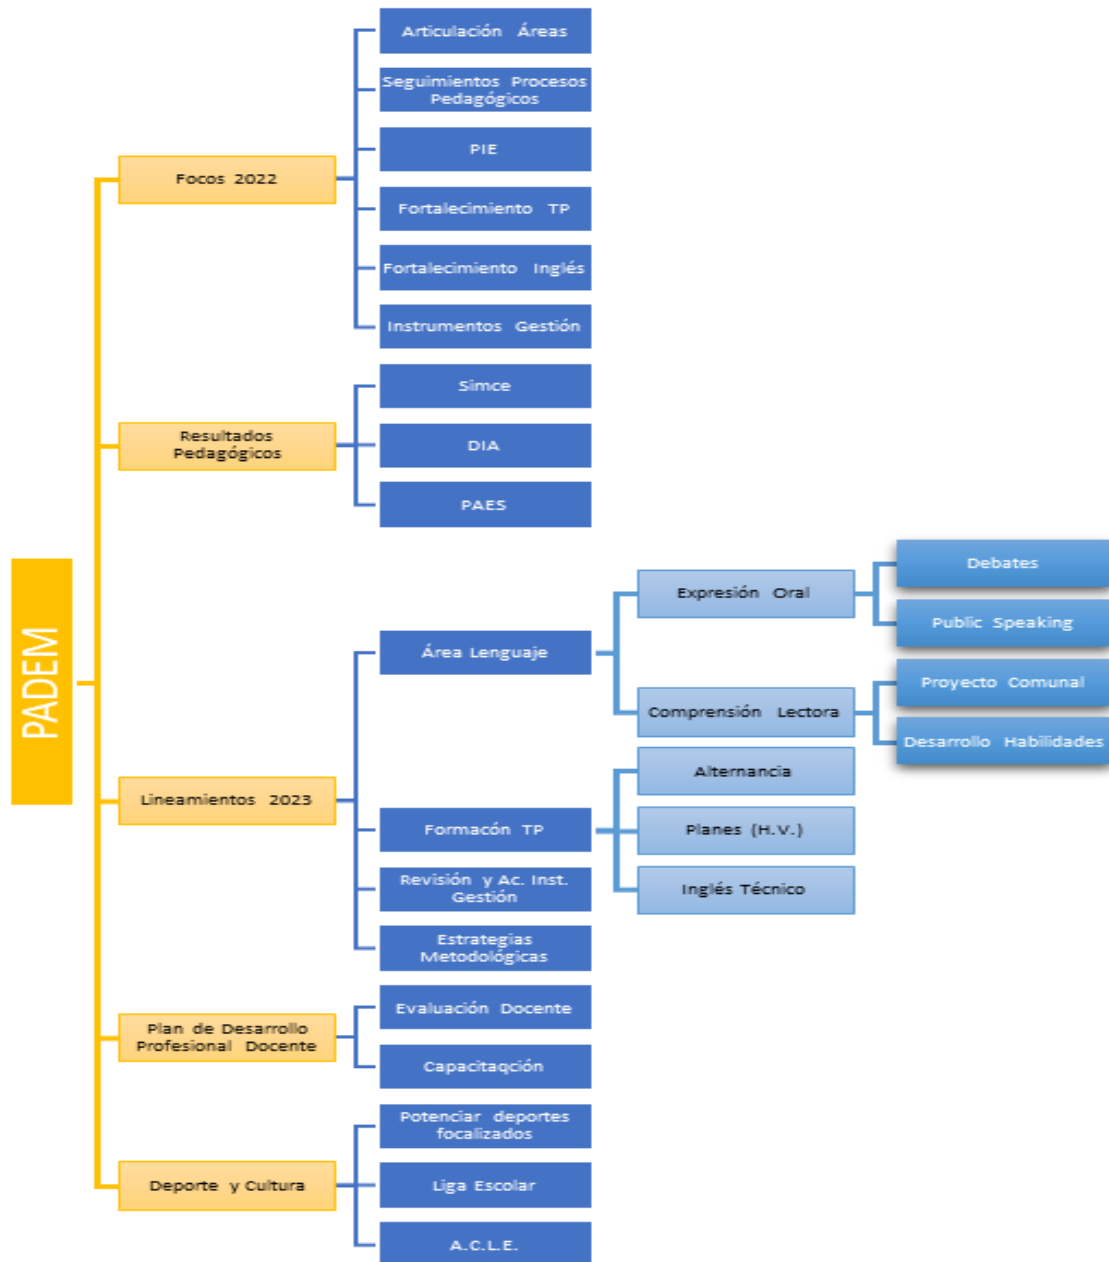 PADEM
Focos 2022
Articulación Áreas
Seguimientos Procesos
Pedagógicos
PIE
Fortalecimiento TP
Fortalecimiento Inglés
Instrumentos Gestión
Resultados
Pedagógicos
Simce
DIA
PAES
Lineamientos 2023
Área Lenguaje
Expresión Oral
Debates
Public Speaking
Comprensión Lectora
Proyecto Comunal
Desarrollo Habilidades
Formacón TP
Alternancia
Planes (H.V.)
Inglés Técnico
Revisión y Ac. Inst.
Gestión
Estrategias
Metodológicas
Plan de Desarrollo
Profesional Docente
Evaluación Docente
Capacitaqción
Deporte y Cultura
Potenciar deportes
focalizados
Liga Escolar
A.C.L.E.